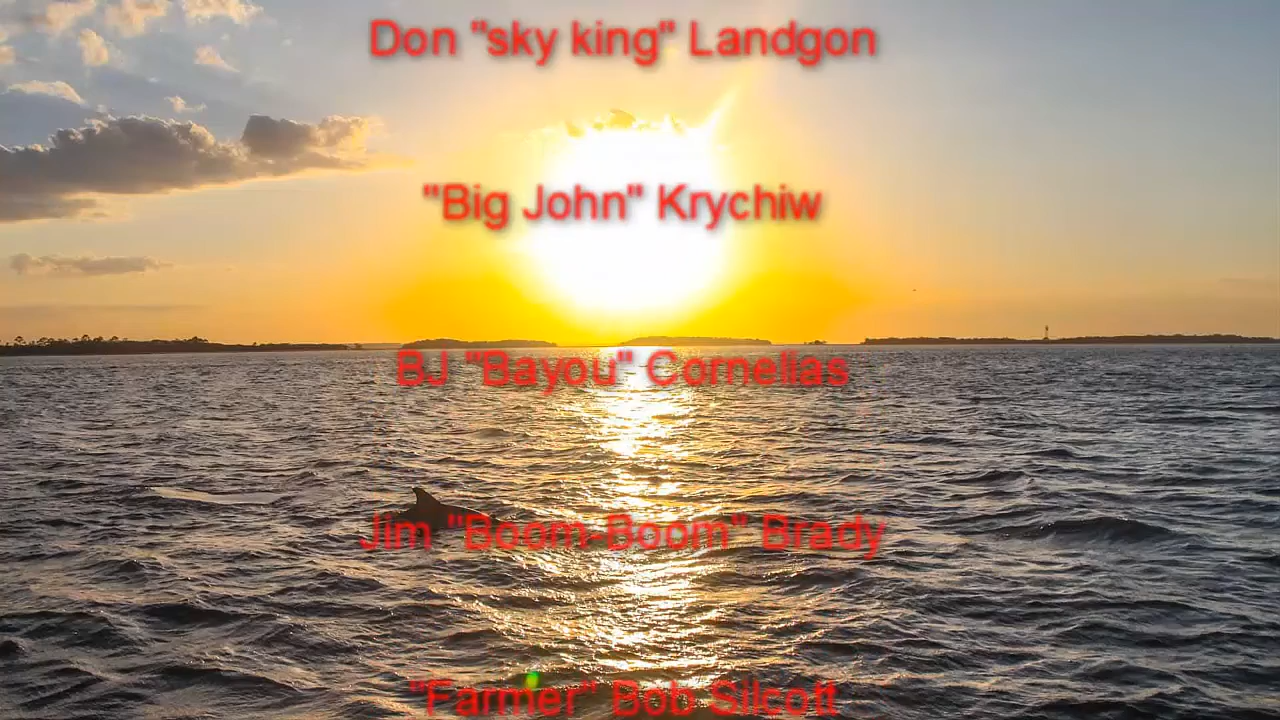 Don "sky king" Landgon
"Big John" Krychiw
BJ "Bayou" Cornelias
Jim "Boom-Boom" Brady
"Farmer" Bob Silcott